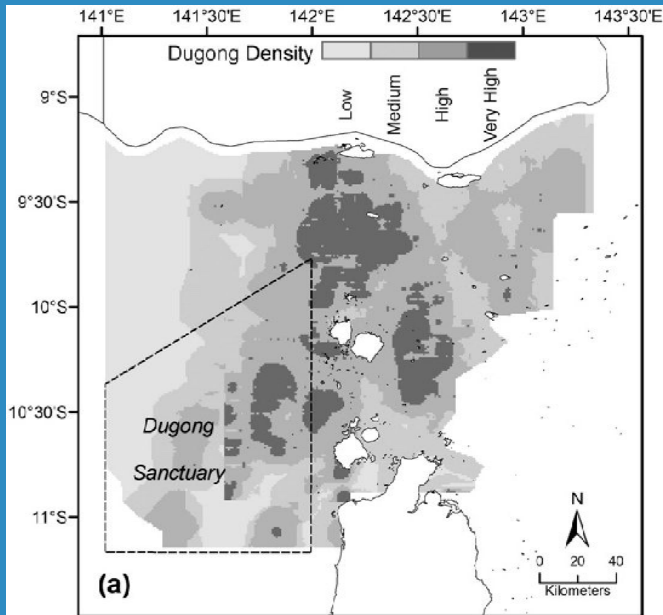 141°E 141°30'E 142°E 142°30'E 143°E 143°30'E
Dugong Density
Low
Medium
High
Very High
9°S
9°30'S
10°S
10°30'S
11°S
Dugong
Sanctuary
N
0 20 40
Kilometers
(a)